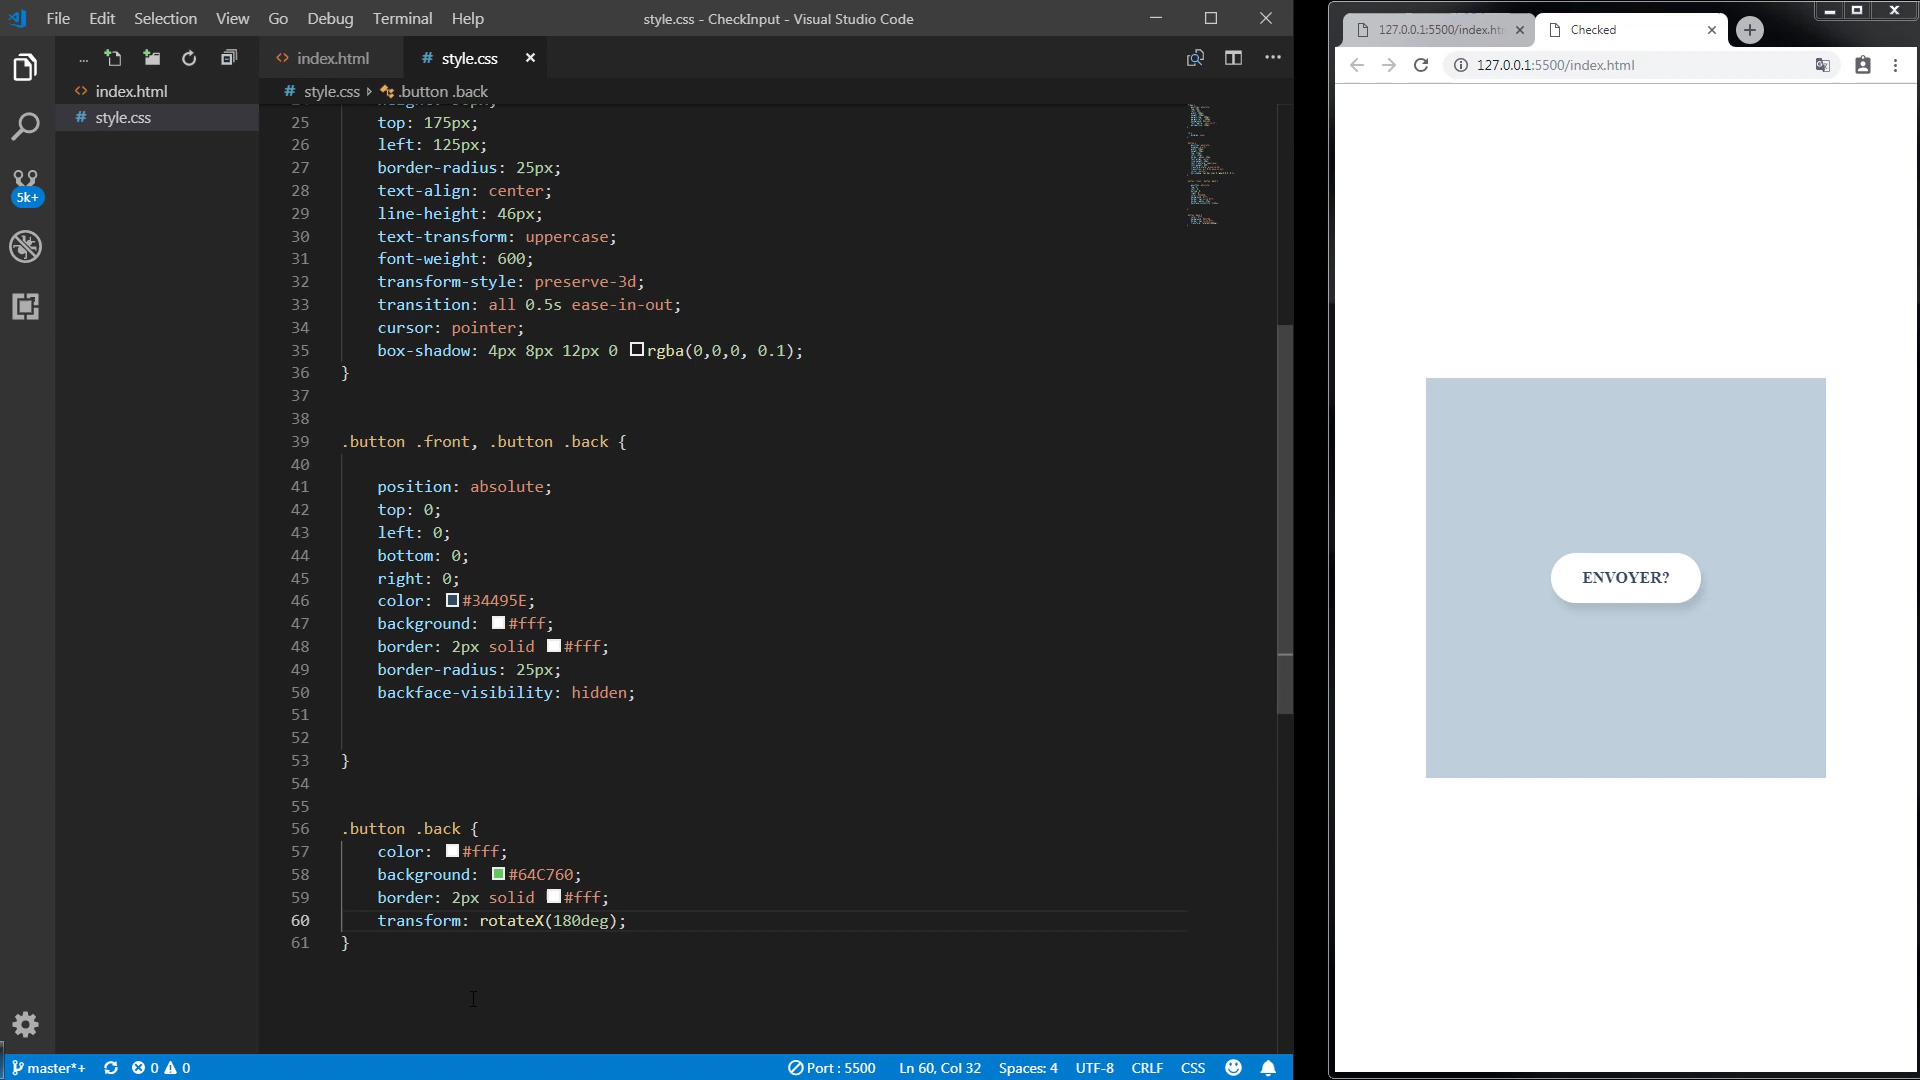 File Edit Selection View Go Debug Terminal Help
style.css - CheckInput - Visual Studio Code
... index.html style.css
index.html
style.css
style.css .button .back
25 top: 175px;
26 left: 125px;
27 border-radius: 25px;
28 text-align: center;
29 line-height: 46px;
30 text-transform: uppercase;
31 font-weight: 600;
32 transform-style: preserve-3d;
33 transition: all 0.5s ease-in-out;
34 cursor: pointer;
35 box-shadow: 4px 8px 12px 0 rgba(0,0,0, 0.1);
36 }
37
38
39 .button .front, .button .back {
40
41 position: absolute;
42 top: 0;
43 left: 0;
44 bottom: 0;
45 right: 0;
46 color: #34495E;
47 background: #fff;
48 border: 2px solid #fff;
49 border-radius: 25px;
50 backface-visibility: hidden;
51
52
53 }
54
55
56 .button .back {
57 color: #fff;
58 background: #64C760;
59 border: 2px solid #fff;
60 transform: rotateX(180deg);
61 }
5k+
master*+ 0 0 Port : 5500 Ln 60, Col 32 Spaces: 4 UTF-8 CRLF CSS
127.0.0.1:5500/index.ht Checked
127.0.0.1:5500/index.html
ENVOYER?